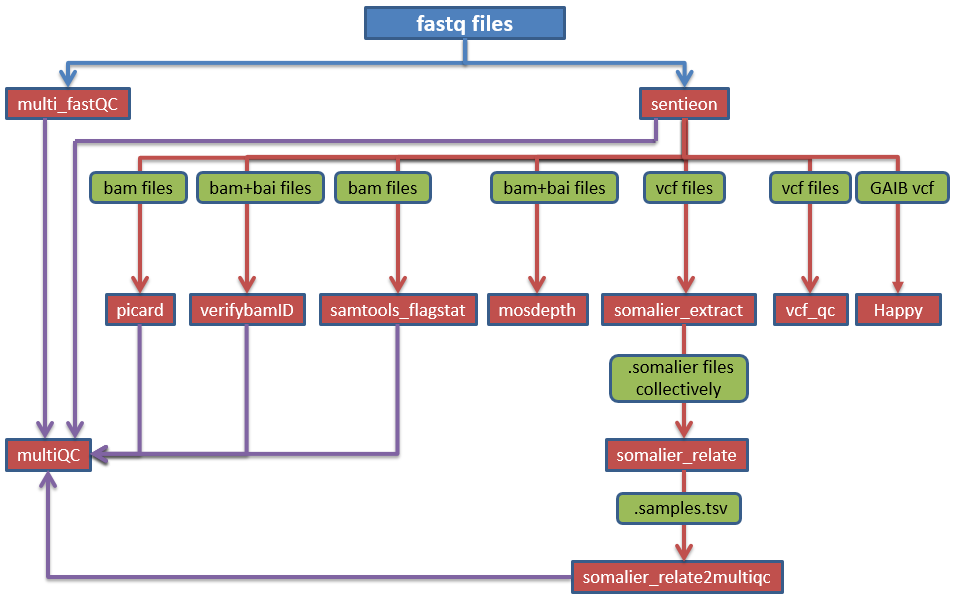 fastq files
multi_fastQC
sentieon
bam files
bam+bai files
bam files
bam+bai files
vcf files
vcf files
GAIB vcf
picard
verifybamID
samtools_flagstat
mosdepth
somalier_extract
vcf_qc
Happy
.somalier files
collectively
multiQC
somalier_relate
.samples.tsv
somalier_relate2multiqc